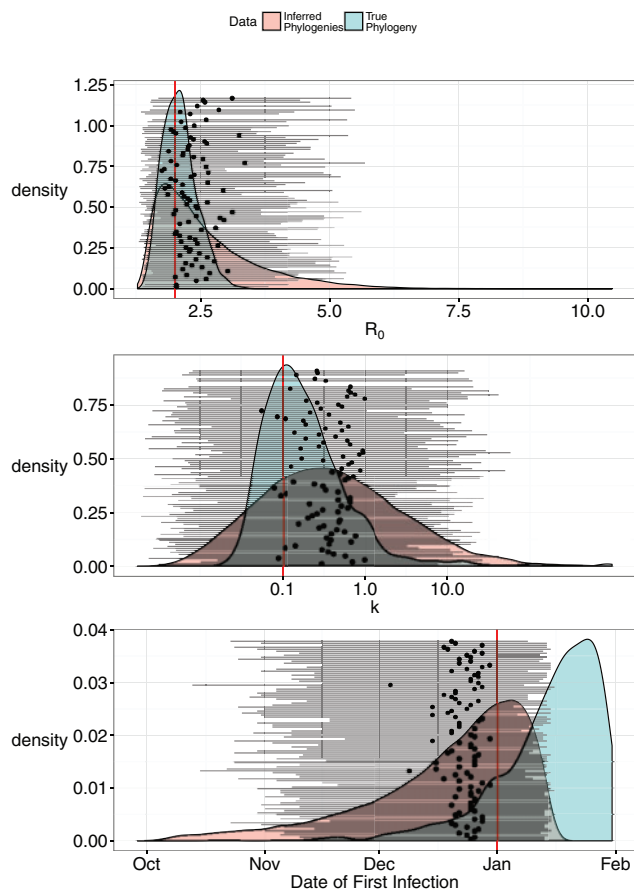 Data Inferred Phylogenies True Phylogeny
1.25
1.00
0.75
density
0.50
0.25
0.00
2.5 5.0 7.5 10.0
R0
0.75
density
0.50
0.25
0.00
0.1 1.0 10.0
k
0.04
0.03
density
0.02
0.01
0.00
Oct Nov Dec Jan Feb
Date of First Infection